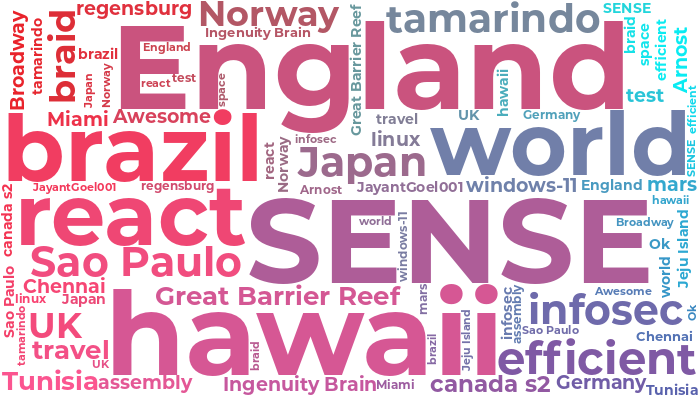 regensburg
Norway
tamarindo
SENSE
Broadway
tamarindo
braid
England
England
Ingenuity Brain
Great Barrier Reef
braid
space
efficient
Arnost
brazil
Japan
Norway
react
test
space
hawaii
test
efficient
Miami
Awesome
travel
UK
Germany
brazil
react
Norway
infosec
linux
world
SENSE
Japan
JayantGoel001
regensburg
Arnost
JayantGoel001
windows-11
England
mars
canada s2
react
SENSE
world
windows-11
hawaii
Broadway
Jeju Island
Ok
Sao Paulo
world
Sao Paulo
Chennai
linux
Japan
Great Barrier Reef
mars
infosec
assembly
Awesome
infosec
Ok
tamarindo
UK
hawaii
braid
brazil
Jeju Island
Sao Paulo
Chennai
travel
UK
efficient
Tunisia
assembly
Ingenuity Brain
Miami
canada s2
Germany
Tunisia